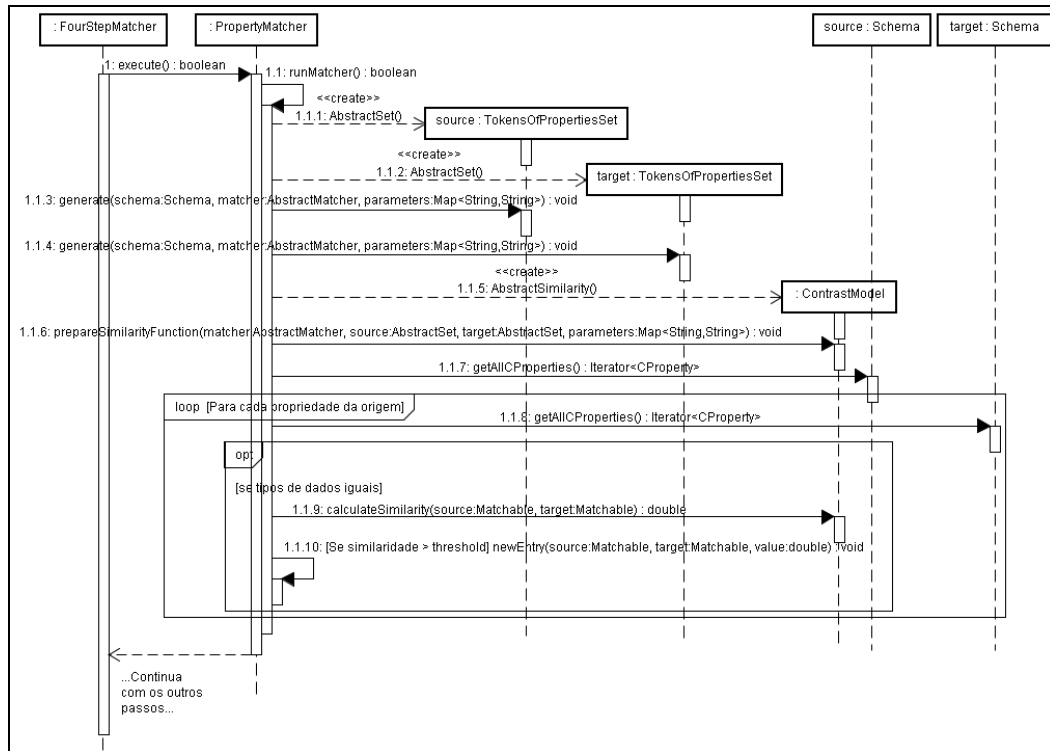 : FourStepMatcher
: PropertyMatcher
source : Schema
target : Schema
1: execute() : boolean
1.1: runMatcher() : boolean
<<create>>
1.1.1: AbstractSet()
source : TokensOfPropertiesSet
<<create>>
1.1.2: AbstractSet()
target : TokensOfPropertiesSet
1.1.3: generate(schema:Schema, matcher:AbstractMatcher, parameters:Map<String,String>) : void
1.1.4: generate(schema:Schema, matcher:AbstractMatcher, parameters:Map<String,String>) : void
<<create>>
1.1.5: AbstractSimilarity()
: ContrastModel
1.1.6: prepareSimilarityFunction(matcher:AbstractMatcher, source:AbstractSet, target:AbstractSet, parameters:Map<String,String>) : void
1.1.7: getAllCProperties() : Iterator<CProperty>
loop [Para cada propriedade da origem]
1.1.8: getAllCProperties() : Iterator<CProperty>
opt
[se tipos de dados iguais]
1.1.9: calculateSimilarity(source:Matchable, target:Matchable) : double
1.1.10: [Se similaridade > threshold] newEntry(source:Matchable, target:Matchable, value:double) : void
...Continua
com os outros
passos...